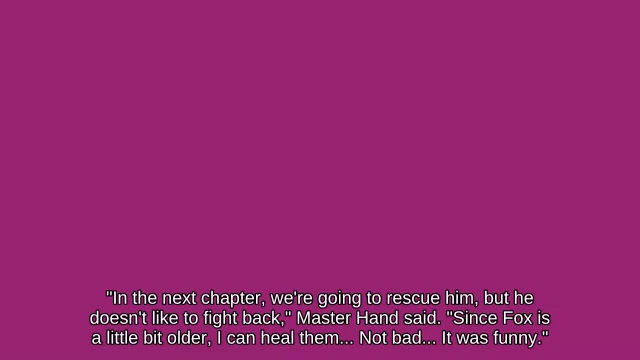 "In the next chapter, we're going to rescue him, but he
doesn't like to fight back," Master Hand said. "Since Fox is
a little bit older, I can heal them... Not bad... It was funny."